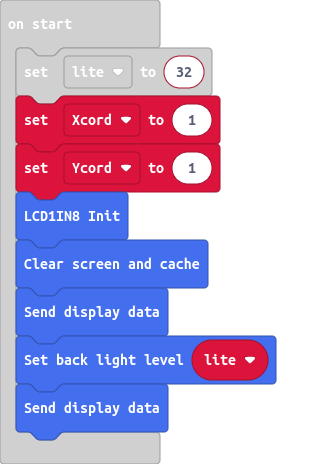 on start
set lite to 32
set Xcord to 1
set Ycord to 1
LCD1IN8 Init
Clear screen and cache
Send display data
Set back light level lite
Send display data